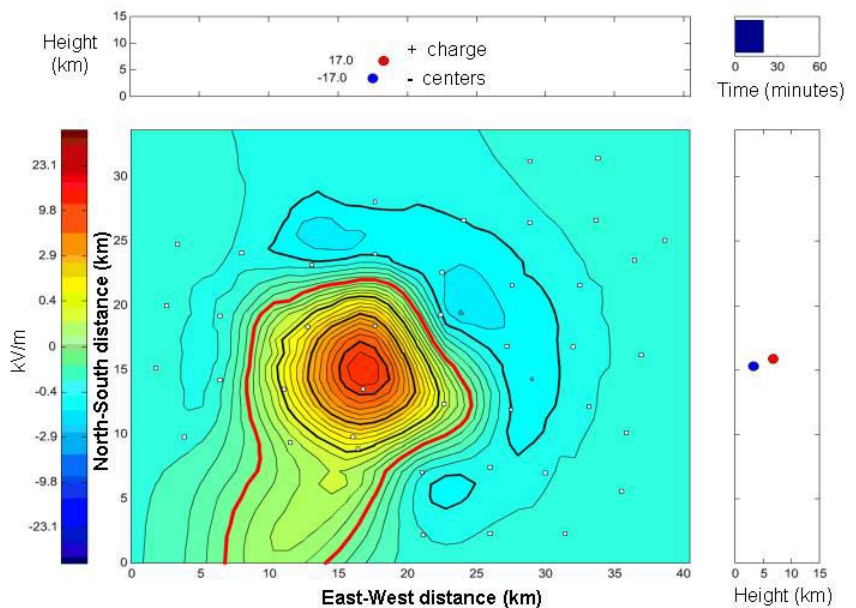 Height
(km)
15
10
5
0
17.0
-17.0
+ charge
- centers
0 30 60
Time (minutes)
23.1
9.8
2.9
0.4
0
-0.4
-2.9
-9.8
-23.1
kV/m
North-South distance (km)
30
25
20
15
10
5
0
0 5 10 15 20 25 30 35 40
East-West distance (km)
0 5 10 15
Height (km)